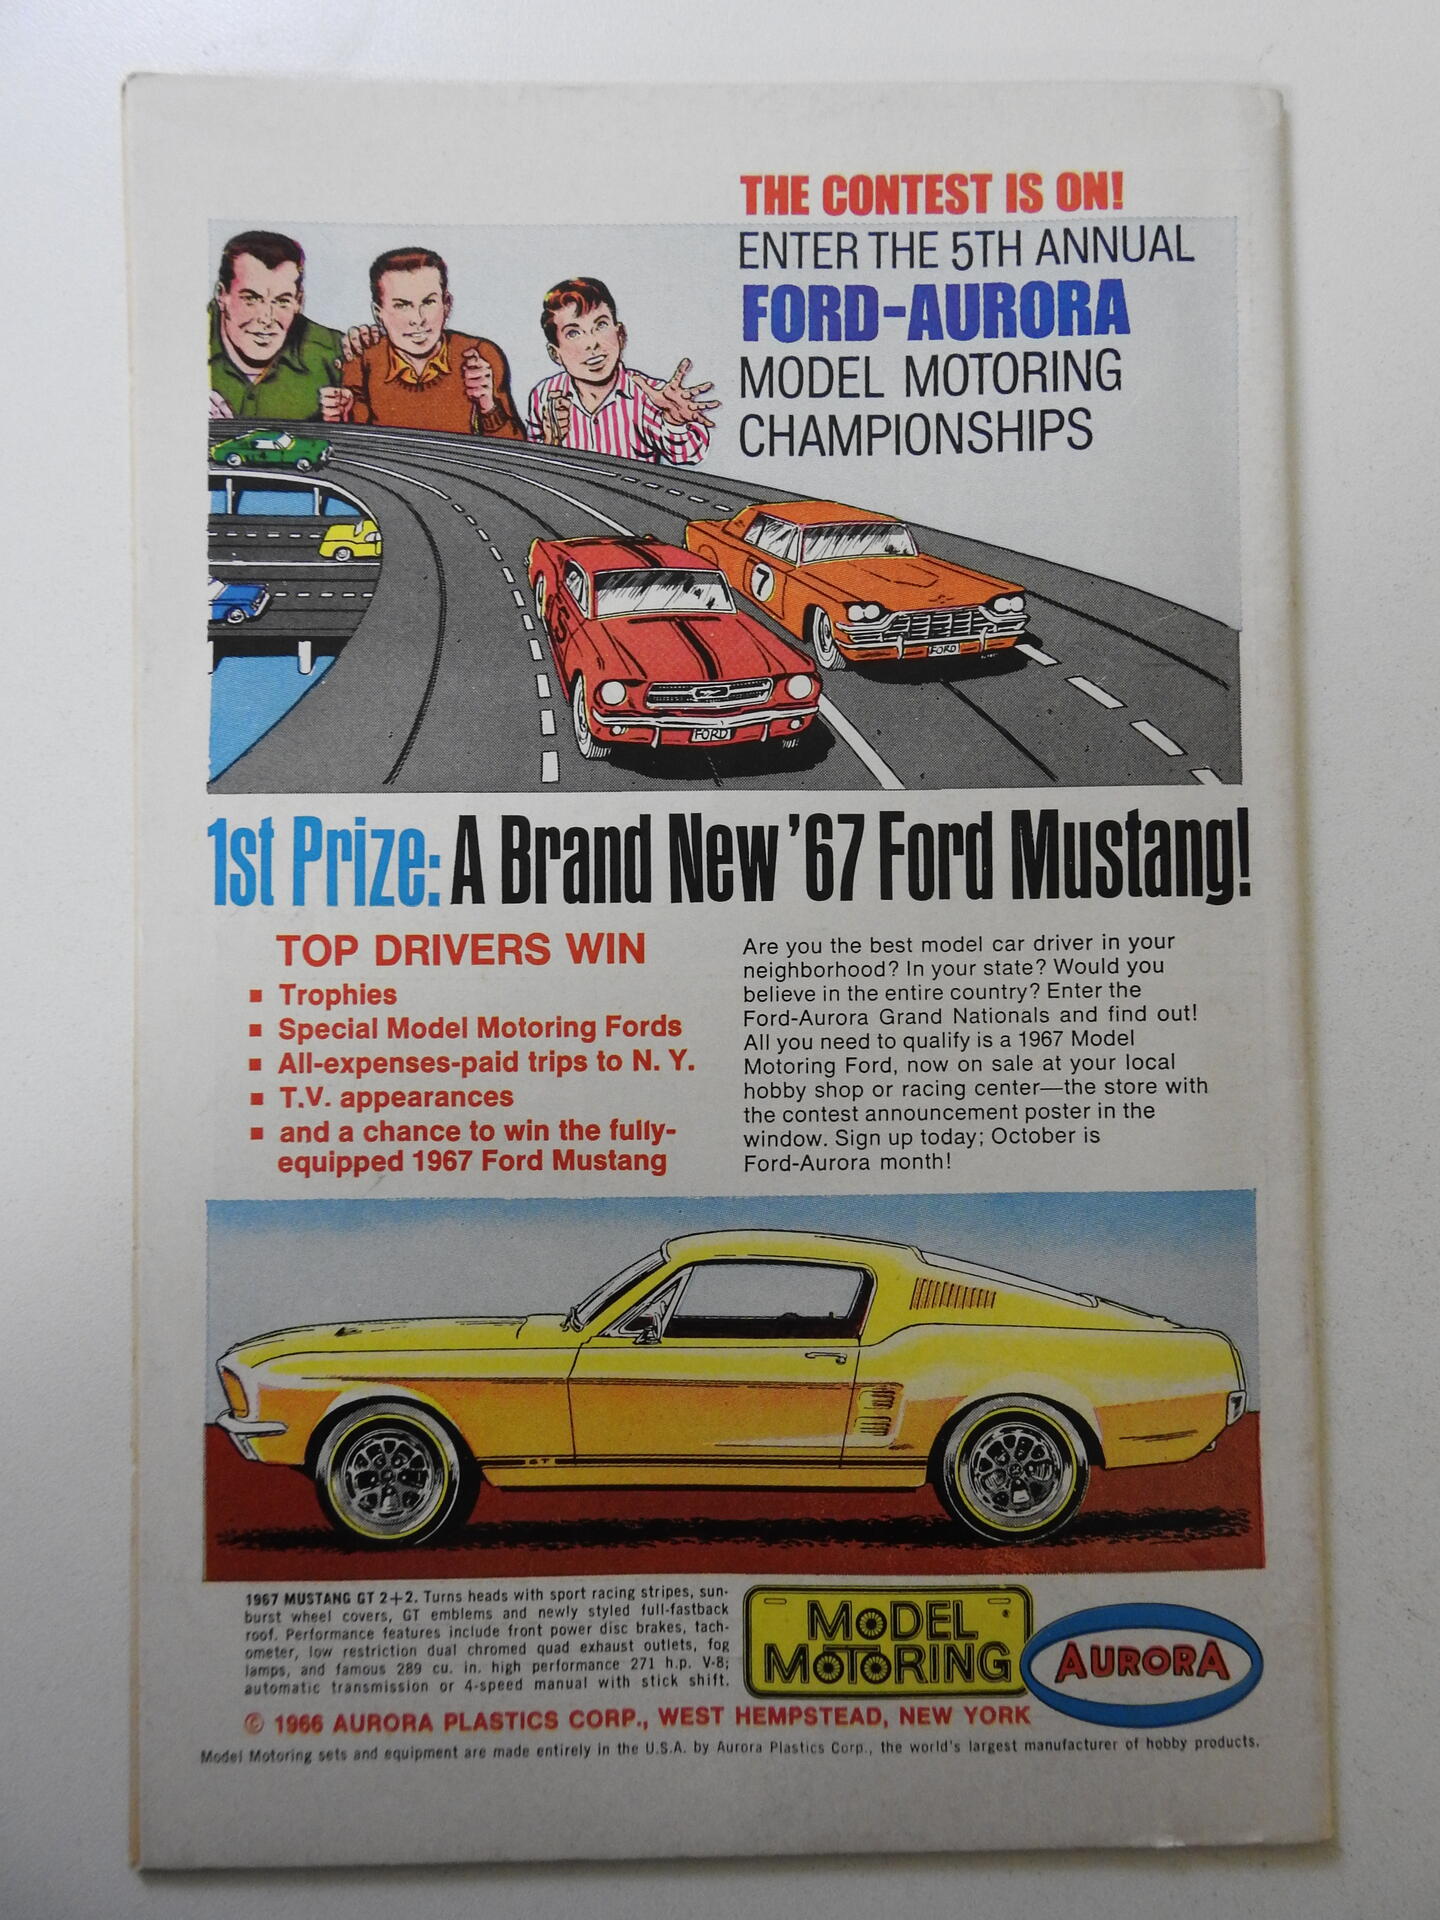 THE CONTEST IS ON!
ENTER THE 5TH ANNUAL
FORD-AURORA
MODEL MOTORING
CHAMPIONSHIPS
4
7
FORD
FORD
1st Prize: A Brand New '67 Ford Mustang!
TOP DRIVERS WIN
▪ Trophies
▪ Special Model Motoring Fords
▪ All-expenses-paid trips to N. Y.
▪ T.V. appearances
▪ and a chance to win the fully-
equipped 1967 Ford Mustang
Are you the best model car driver in your
neighborhood? In your state? Would you
believe in the entire country? Enter the
Ford-Aurora Grand Nationals and find out!
All you need to qualify is a 1967 Model
Motoring Ford, now on sale at your local
hobby shop or racing center—the store with
the contest announcement poster in the
window. Sign up today; October is
Ford-Aurora month!
GT
1967 MUSTANG GT 2+2. Turns heads with sport racing stripes, sun-
burst wheel covers, GT emblems and newly styled full-fastback
roof. Performance features include front power disc brakes, tach-
ometer, low restriction dual chromed quad exhaust outlets, fog
lamps, and famous 289 cu. in. high performance 271 h.p. V-8;
automatic transmission or 4-speed manual with stick shift.
MODEL
MOTORING
®
AURORA
© 1966 AURORA PLASTICS CORP., WEST HEMPSTEAD, NEW YORK
Model Motoring sets and equipment are made entirely in the U.S.A. by Aurora Plastics Corp., the world's largest manufacturer of hobby products.